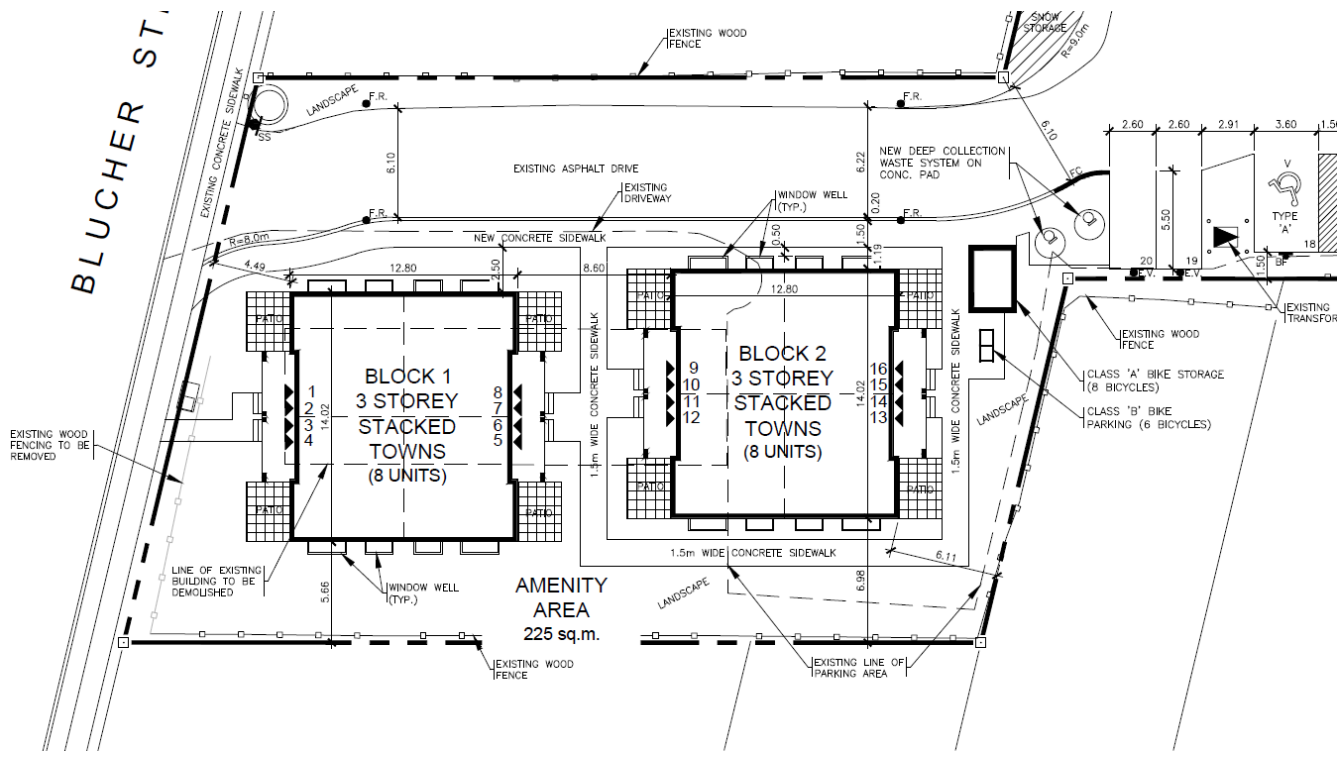 BLUCHER ST
EXISTING CONCRETE SIDEWALK
LANDSCAPE
SS
F.R.
EXISTING WOOD
FENCE
F.R.
SNOW
STORAGE
R=9.0m
6.10
6.10
6.22
0.20
EXISTING ASPHALT DRIVE
EXISTING
DRIVEWAY
WINDOW WELL
(TYP.)
NEW DEEP COLLECTION
WASTE SYSTEM ON
CONC. PAD
FC
2.60
2.60
2.91
3.60
1.50
5.50
V
TYPE
'A'
18
1.50
BF
20
19
E.V.
E.V.
EXISTING
TRANSFOR
F.R.
F.R.
R=8.0m
NEW CONCRETE SIDEWALK
0.50
1.50
1.19
4.49
12.80
2.50
8.60
12.80
PATIO
PATIO
PATIO
PATIO
BLOCK 1
3 STOREY
STACKED
TOWNS
(8 UNITS)
14.02
1
2
3
4
8
7
6
5
PATIO
PATIO
1.5m WIDE CONCRETE SIDEWALK
BLOCK 2
3 STOREY
STACKED
TOWNS
(8 UNITS)
14.02
9
10
11
12
16
15
14
13
PATIO
PATIO
1.5m WIDE CONCRETE SIDEWALK
EXISTING WOOD
FENCE
CLASS 'A' BIKE STORAGE
(8 BICYCLES)
CLASS 'B' BIKE
PARKING (6 BICYCLES)
LANDSCAPE
EXISTING WOOD
FENCING TO BE
REMOVED
LINE OF EXISTING
BUILDING TO BE
DEMOLISHED
5.66
WINDOW WELL
(TYP.)
AMENITY
AREA
225 sq.m.
1.5m WIDE CONCRETE SIDEWALK
LANDSCAPE
6.98
6.11
EXISTING WOOD
FENCE
EXISTING LINE OF
PARKING AREA